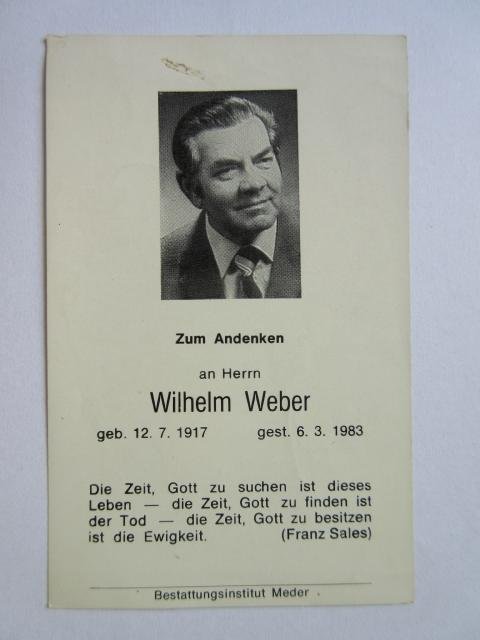 Zum Andenken
an Herrn
Wilhelm Weber
geb. 12. 7. 1917 gest. 6. 3. 1983
Die Zeit, Gott zu suchen ist dieses
Leben — die Zeit, Gott zu finden ist
der Tod — die Zeit, Gott zu besitzen
ist die Ewigkeit. (Franz Sales)
Bestattungsinstitut Meder